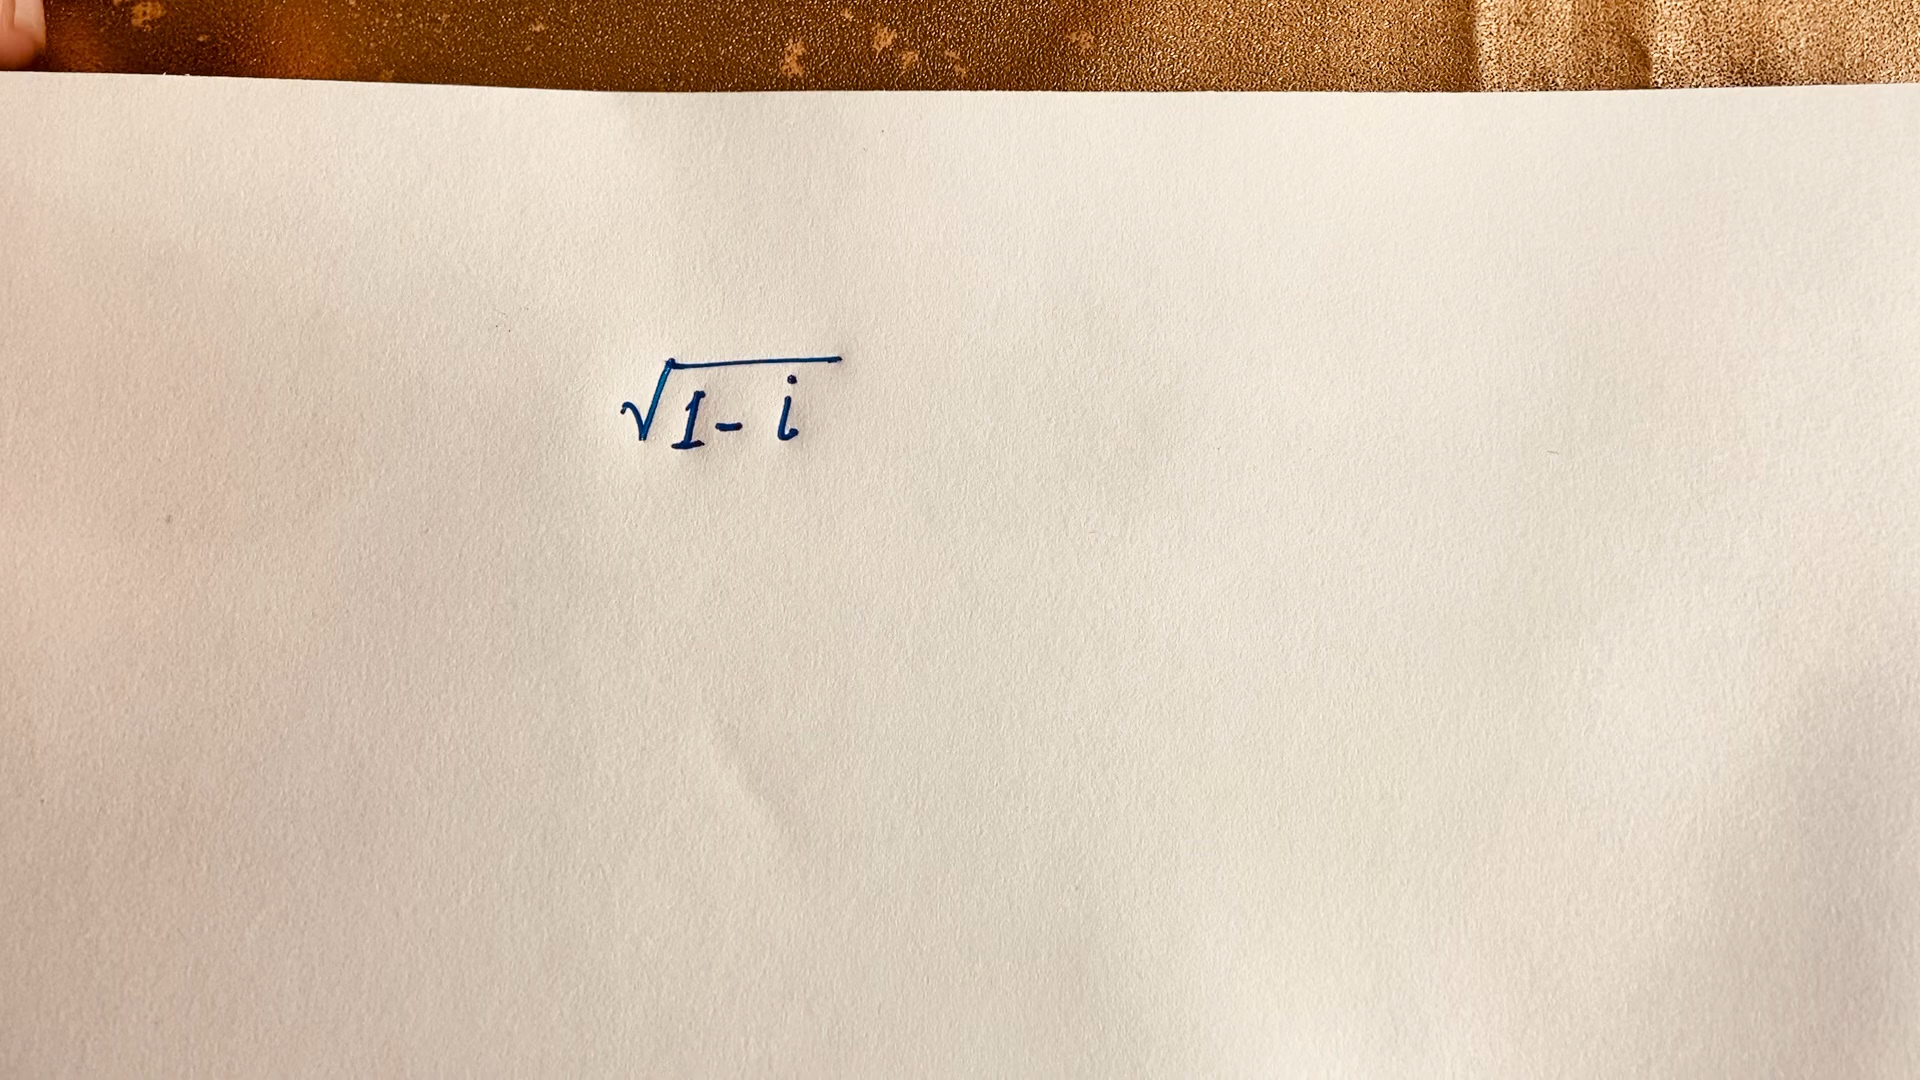 √(1- i)